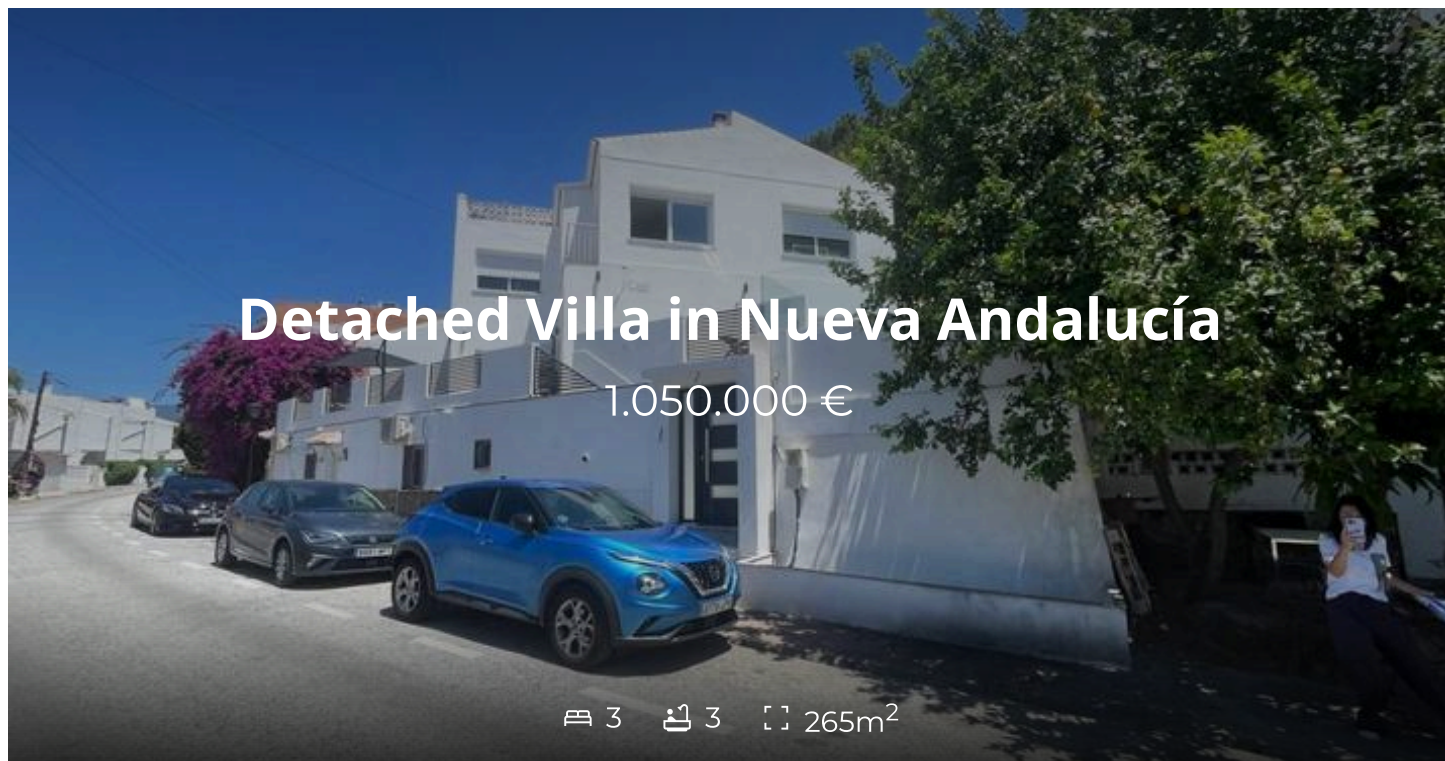 Detached Villa in Nueva Andalucía
1.050.000 €
3 3 265m²